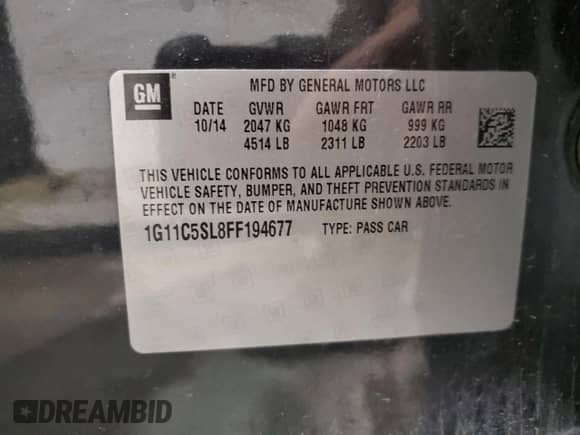 GM
MFD BY GENERAL MOTORS LLC
DATE GVWR GAWR FRT GAWR RR
10/14 2047 KG 1048 KG 999 KG
4514 LB 2311 LB 2203 LB
THIS VEHICLE CONFORMS TO ALL APPLICABLE U.S. FEDERAL MOTOR
VEHICLE SAFETY, BUMPER, AND THEFT PREVENTION STANDARDS IN
EFFECT ON THE DATE OF MANUFACTURE SHOWN ABOVE.
1G11C5SL8FF194677 TYPE: PASS CAR
DREAMBID